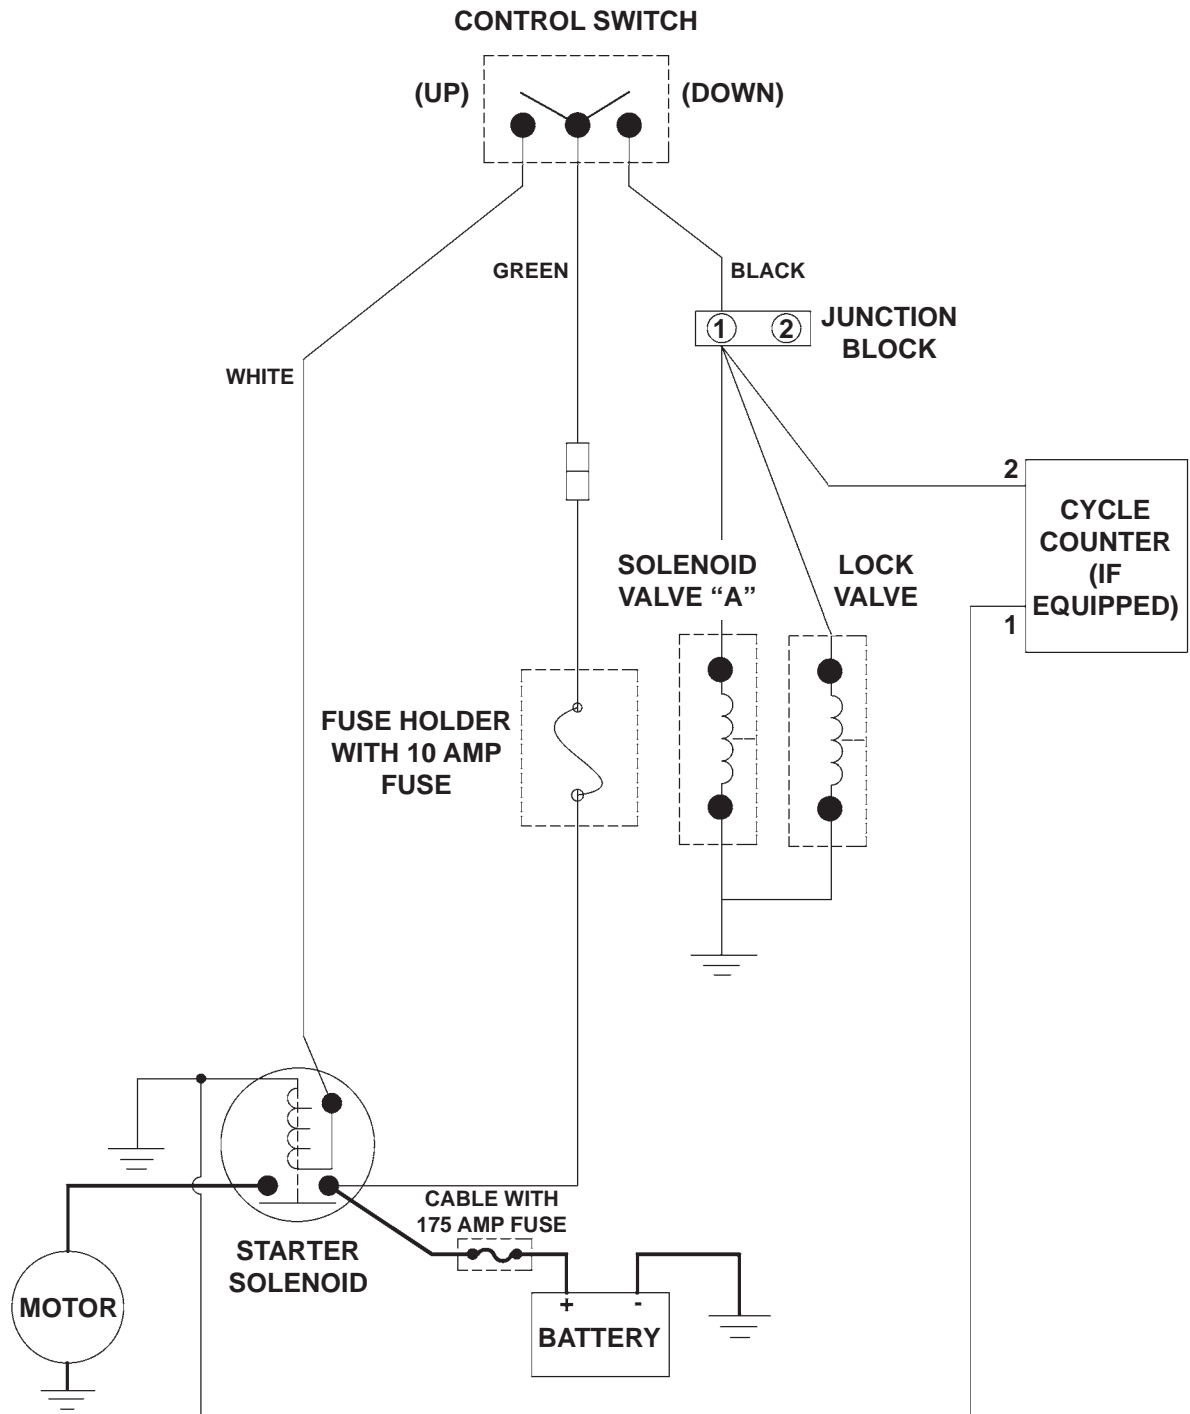 CONTROL SWITCH
(UP)
(DOWN)
GREEN
BLACK
1
2
JUNCTION
BLOCK
WHITE
2
CYCLE
COUNTER
(IF
EQUIPPED)
1
SOLENOID
VALVE “A”
LOCK
VALVE
FUSE HOLDER
WITH 10 AMP
FUSE
CABLE WITH
175 AMP FUSE
STARTER
SOLENOID
MOTOR
+
-
BATTERY